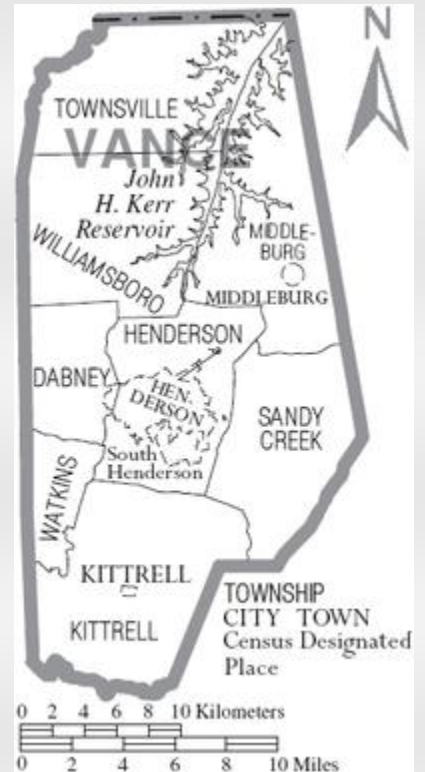 N
TOWNSVILLE
VANCE
John
H. Kerr
Reservoir
WILLIAMSBORO
MIDDLE-
BURG
MIDDLEBURG
HENDERSON
DABNEY
HEN.
DERSON
SANDY
CREEK
South
Henderson
WATKINS
KITTRELL
KITTRELL
TOWNSHIP
CITY TOWN
Census Designated
Place
0 2 4 6 8 10 Kilometers
0 2 4 6 8 10 Miles